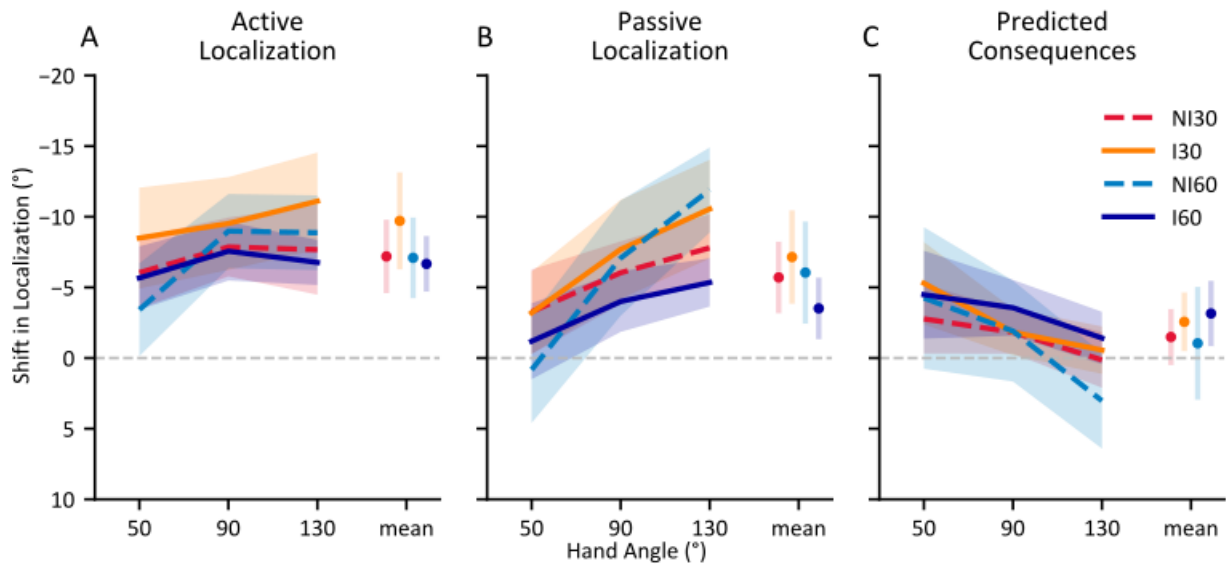 A
Active
Localization
B
Passive
Localization
C
Predicted
Consequences
Shift in Localization (°)
−20
−15
−10
−5
0
5
10
50 90 130 mean
50 90 130 mean
50 90 130 mean
Hand Angle (°)
NI30
I30
NI60
I60